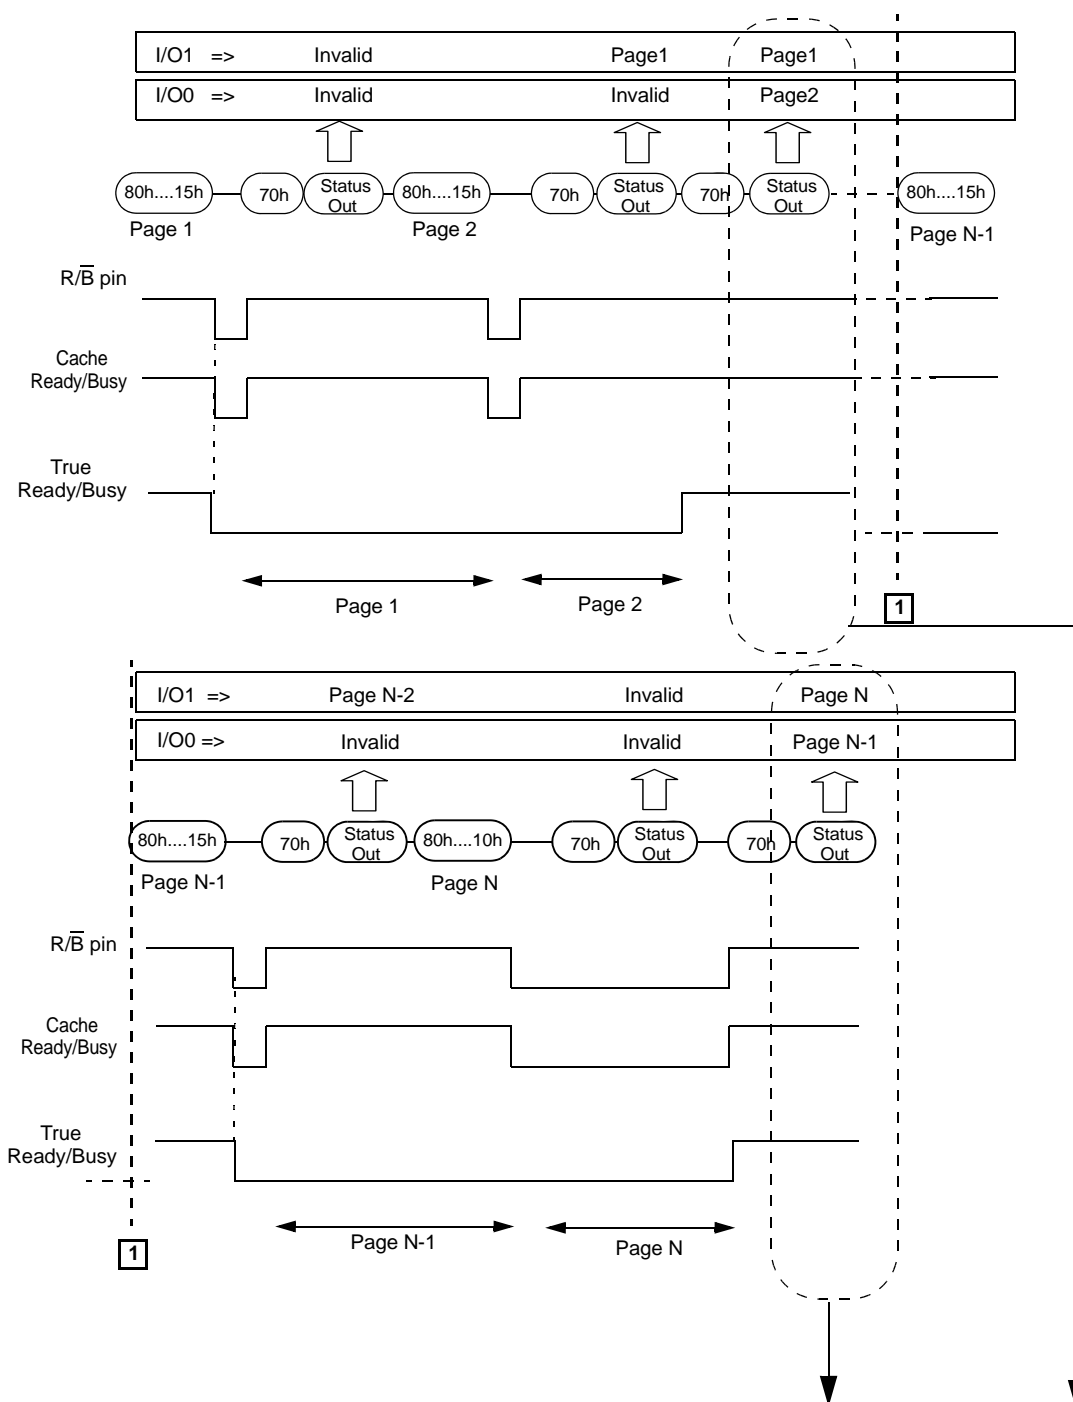 I/O1 => Invalid Page1 Page1
I/O0 => Invalid Invalid Page2
80h....15h 70h Status Out 80h....15h 70h Status Out 70h Status Out 80h....15h
Page 1 Page 2 Page N-1
R/B̅ pin
Cache
Ready/Busy
True
Ready/Busy
Page 1 Page 2
1
I/O1 => Page N-2 Invalid Page N
I/O0 => Invalid Invalid Page N-1
80h....15h 70h Status Out 80h....10h 70h Status Out 70h Status Out
Page N-1 Page N
R/B̅ pin
Cache
Ready/Busy
True
Ready/Busy
Page N-1 Page N
1